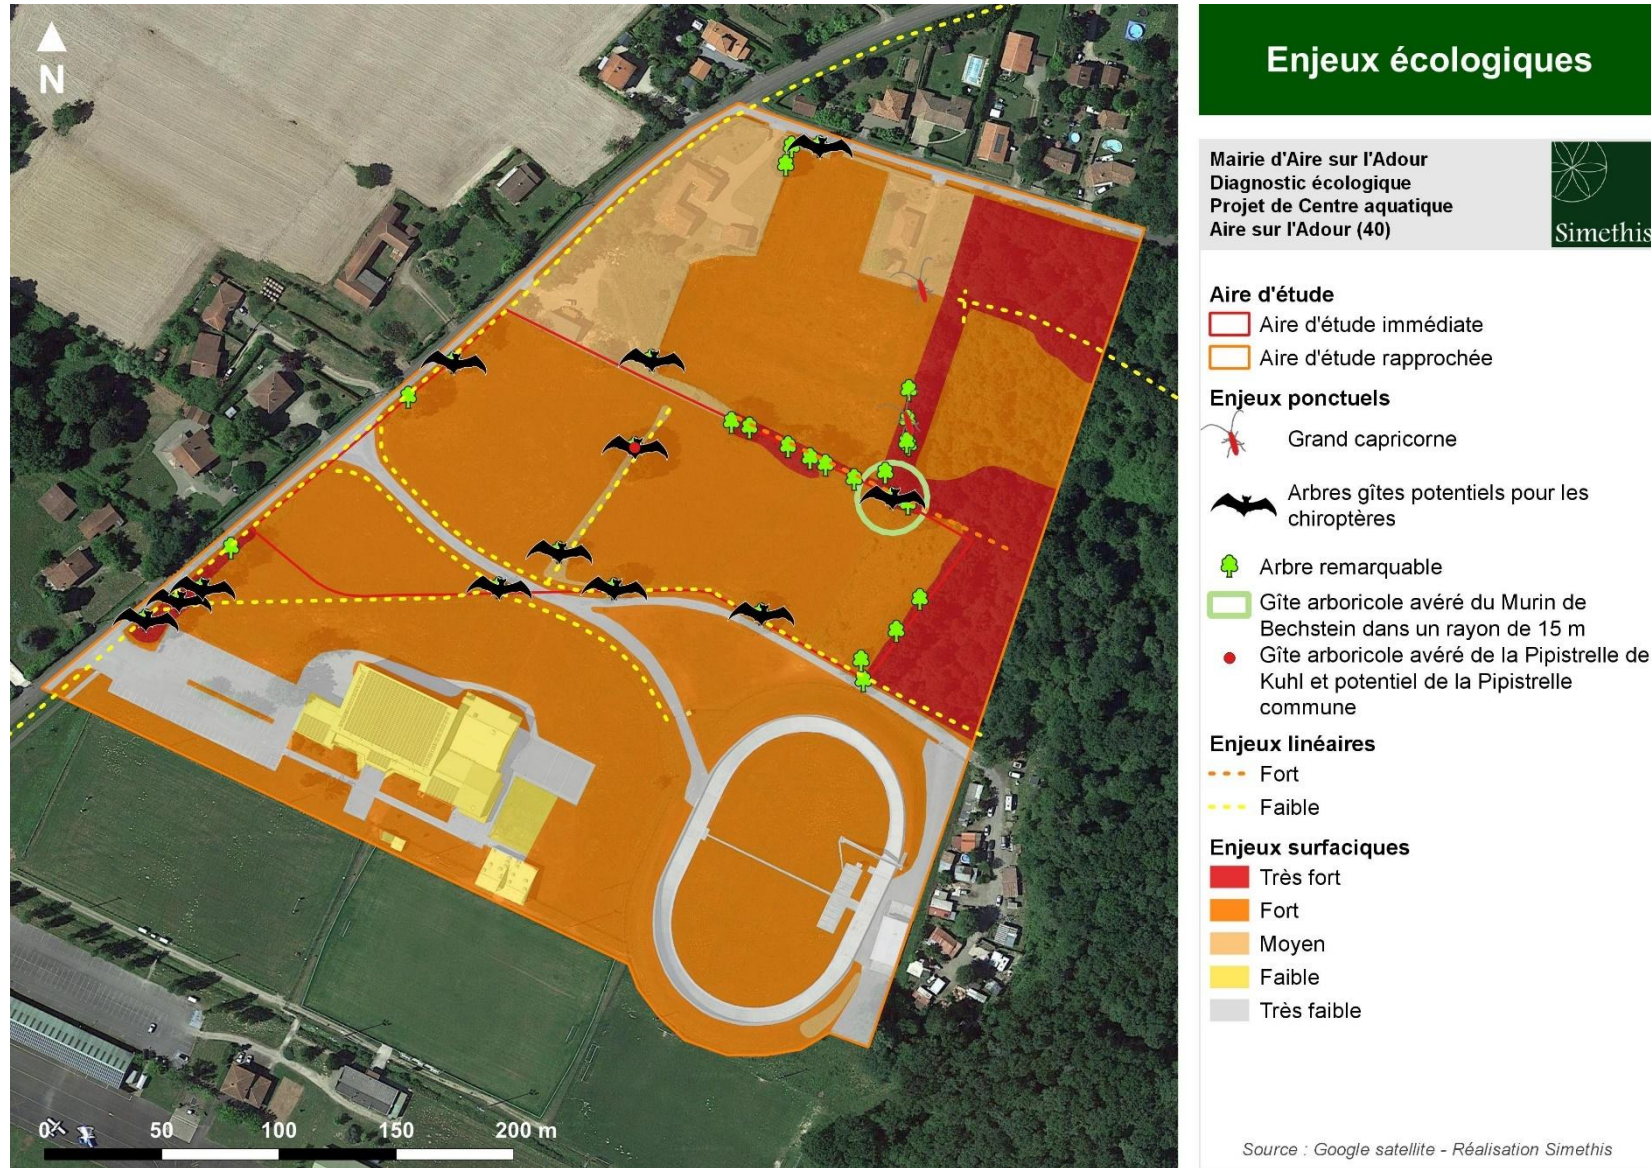 N
0
50
100
150
200 m
Enjeux écologiques
Mairie d'Aire sur l'Adour
Diagnostic écologique
Projet de Centre aquatique
Aire sur l'Adour (40)
Simethis
Aire d'étude
Aire d'étude immédiate
Aire d'étude rapprochée
Enjeux ponctuels
Grand capricorne
Arbres gîtes potentiels pour les
chiroptères
Arbre remarquable
Gîte arboricole avéré du Murin de
Bechstein dans un rayon de 15 m
Gîte arboricole avéré de la Pipistrelle de
Kuhl et potentiel de la Pipistrelle
commune
Enjeux linéaires
Fort
Faible
Enjeux surfaciques
Très fort
Fort
Moyen
Faible
Très faible
Source : Google satellite - Réalisation Simethis